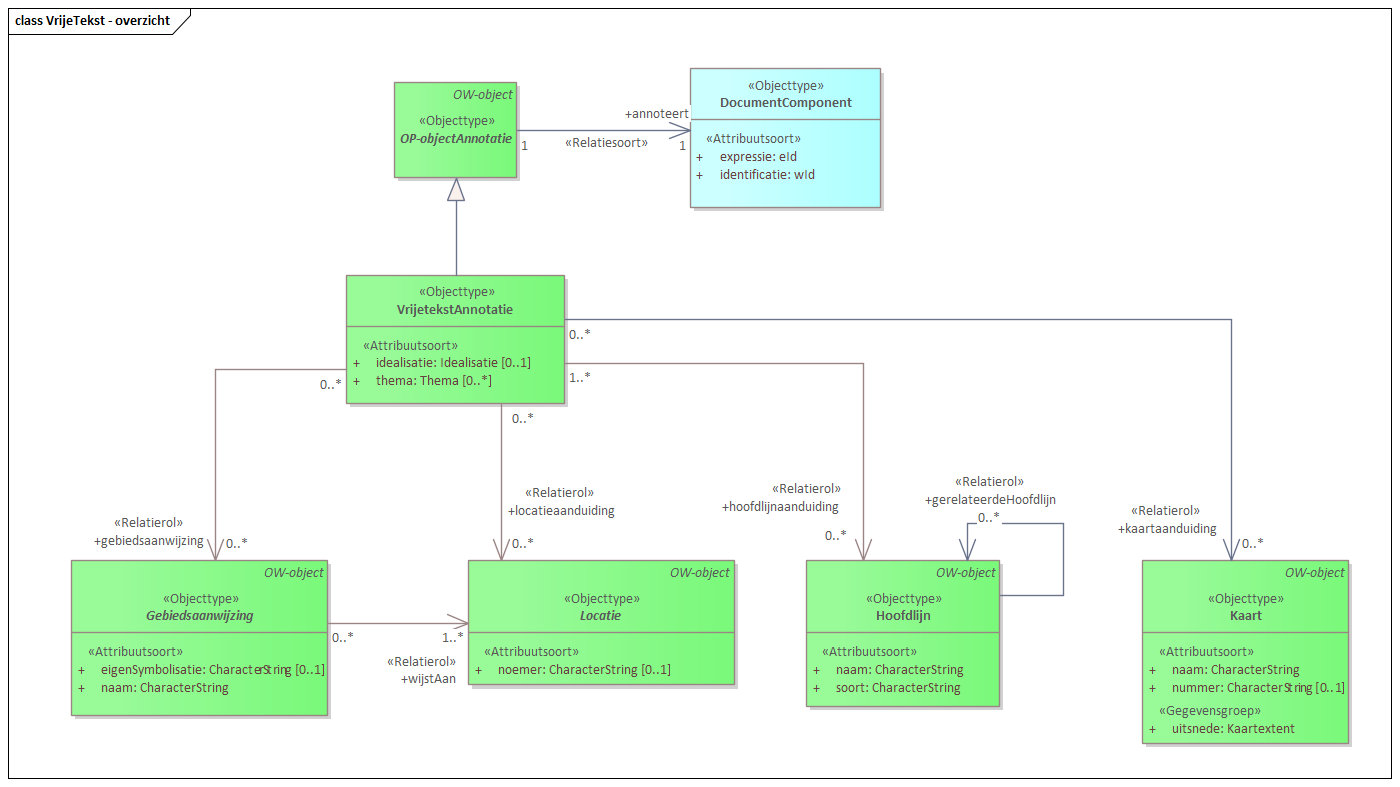 class VrijeTekst - overzicht
OW-object
«Objecttype»
OP-objectAnnotatie
+annoteert
1
«Relatiesoort»
1
«Objecttype»
DocumentComponent
«Attribuutsoort»
+ expressie: eId
+ identificatie: wId
«Objecttype»
VrijetekstAnnotatie
«Attribuutsoort»
+ idealisatie: Idealisatie [0..1]
+ thema: Thema [0..*]
0..*
1..*
0..*
0..*
«Relatierol»
+gebiedsaanwijzing
0..*
«Relatierol»
+locatieaanduiding
0..*
«Relatierol»
+hoofdlijnaanduiding
0..*
«Relatierol»
+gerelateerdeHoofdlijn
0..*
«Relatierol»
+kaartaanduiding
0..*
OW-object
«Objecttype»
Gebiedsaanwijzing
«Attribuutsoort»
+ eigenSymbolisatie: CharacterString [0..1]
+ naam: CharacterString
0..*
1..*
«Relatierol»
+wijstAan
OW-object
«Objecttype»
Locatie
«Attribuutsoort»
+ noemer: CharacterString [0..1]
OW-object
«Objecttype»
Hoofdlijn
«Attribuutsoort»
+ naam: CharacterString
+ soort: CharacterString
OW-object
«Objecttype»
Kaart
«Attribuutsoort»
+ naam: CharacterString
+ nummer: CharacterString [0..1]
«Gegevensgroep»
+ uitsnede: Kaartextent